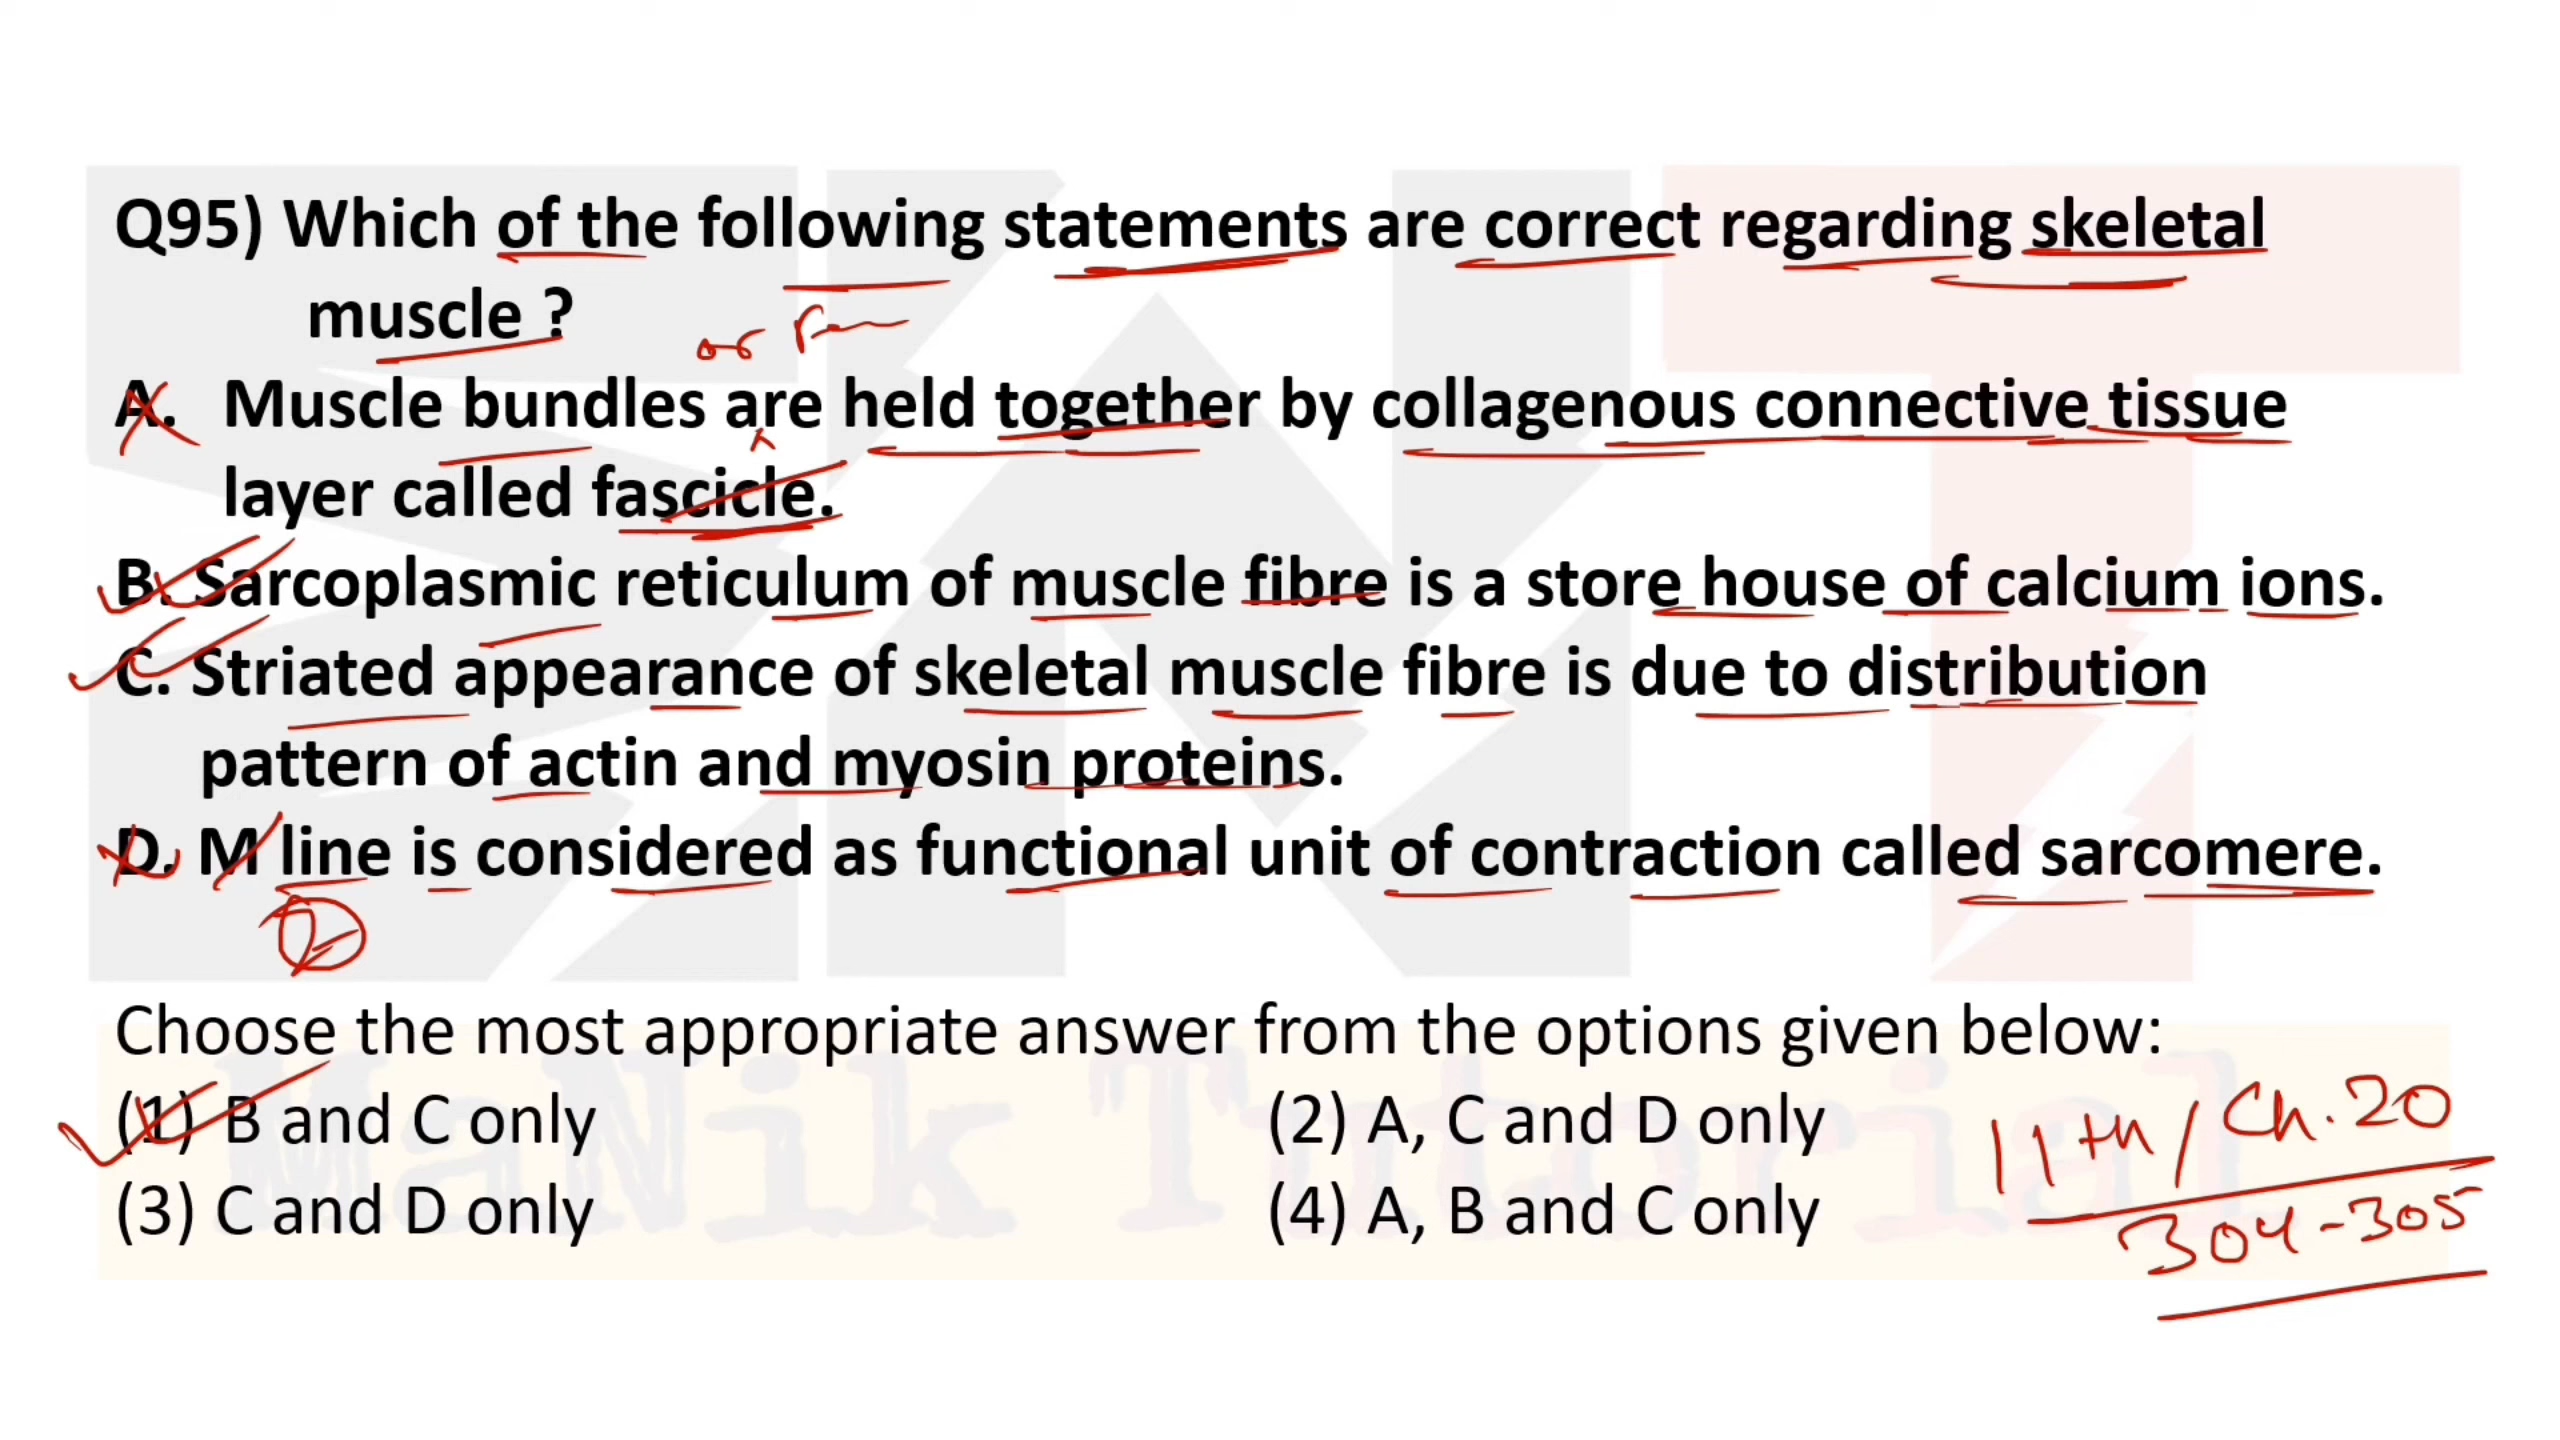 Q95) Which of the following statements are correct regarding skeletal
muscle ?
or F
A. Muscle bundles are held together by collagenous connective tissue
layer called fascicle.
B. Sarcoplasmic reticulum of muscle fibre is a store house of calcium ions.
C. Striated appearance of skeletal muscle fibre is due to distribution
pattern of actin and myosin proteins.
D. M line is considered as functional unit of contraction called sarcomere.
Z
Choose the most appropriate answer from the options given below:
(1) B and C only (2) A, C and D only
11th / Ch. 20
(3) C and D only (4) A, B and C only
304-305
MaNik Tutorial